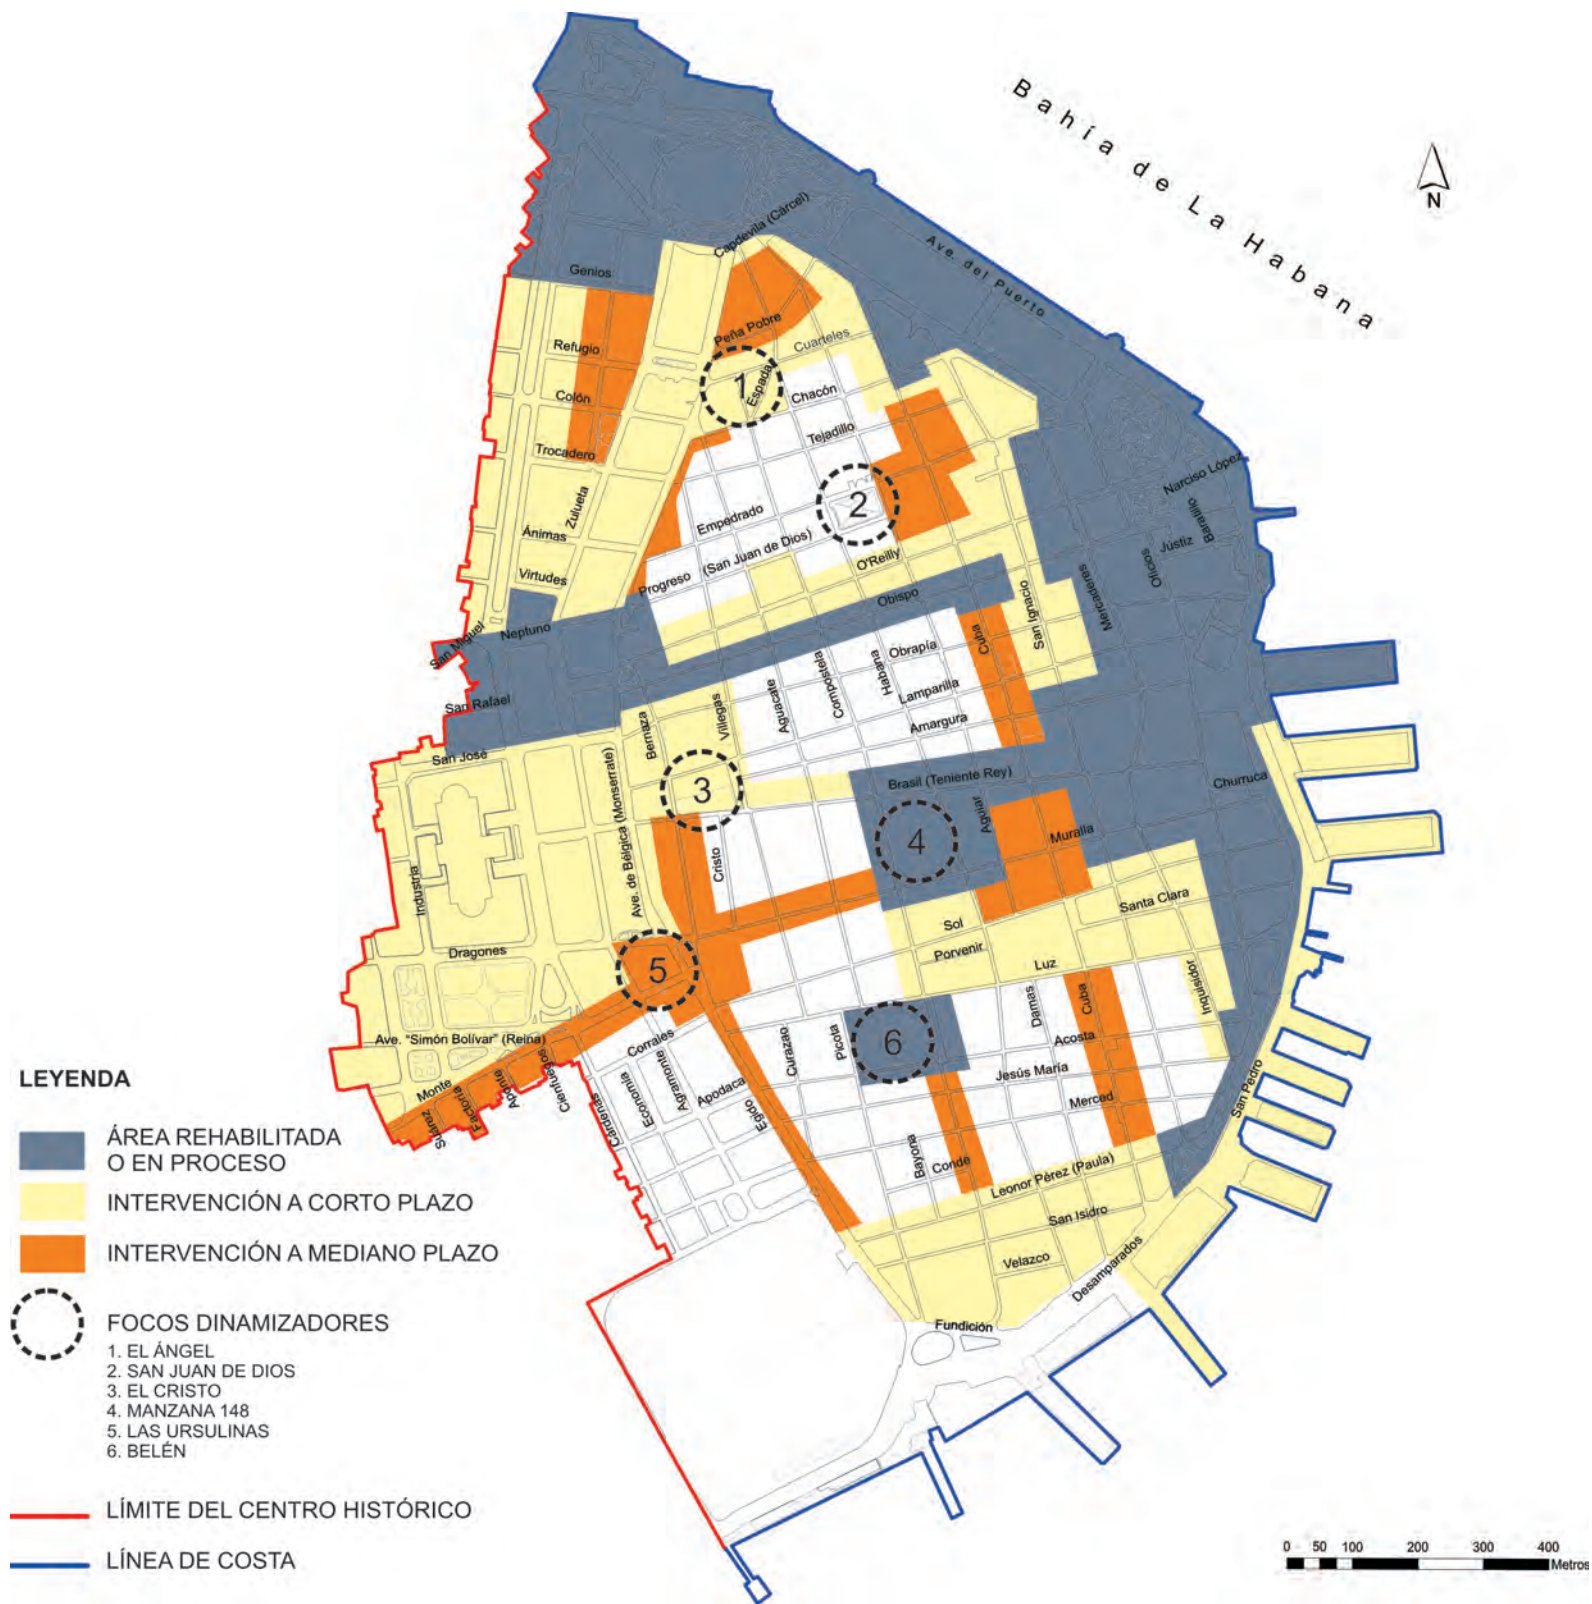 Bahía de La Habana
N
Capdevila (Cárcel)
Ave. del Puerto
Genios
Peña Pobre
Refugio
Cuarteles
Espada
1
Colón
Chacón
Tejadillo
Trocadero
Narciso López
Zulueta
2
Empedrado
Baratillo
Ánimas
(San Juan de Dios)
Justiz
O'Reilly
Oficios
Virtudes
Progreso
Mercaderes
Obispo
San Ignacio
Neptuno
San Miguel
Cuba
Obrapía
Habana
Compostela
Lamparilla
Aguacate
San Rafael
Villegas
Amargura
Bernaza
San José
Brasil (Teniente Rey)
Churruca
3
Ave. de Bélgica (Monserrate)
Aguiar
4
Muralla
Cristo
Industria
Santa Clara
Sol
Porvenir
Dragones
Luz
5
Inquisidor
Damas
Cuba
Picota
Curazao
6
Acosta
Ave. "Simón Bolívar" (Reina)
Corrales
Jesús María
Monte
Cienfuegos
Economía
Agramonte
Apodaca
Merced
San Pedro
Aponte
Factoría
Suárez
Cárdenas
Egido
Bayona
Conde
Leonor Pérez (Paula)
San Isidro
Velazco
Desamparados
Fundición
LEYENDA
ÁREA REHABILITADA
O EN PROCESO
INTERVENCIÓN A CORTO PLAZO
INTERVENCIÓN A MEDIANO PLAZO
FOCOS DINAMIZADORES
1. EL ÁNGEL
2. SAN JUAN DE DIOS
3. EL CRISTO
4. MANZANA 148
5. LAS URSULINAS
6. BELÉN
LÍMITE DEL CENTRO HISTÓRICO
LÍNEA DE COSTA
0 50 100 200 300 400
Metros